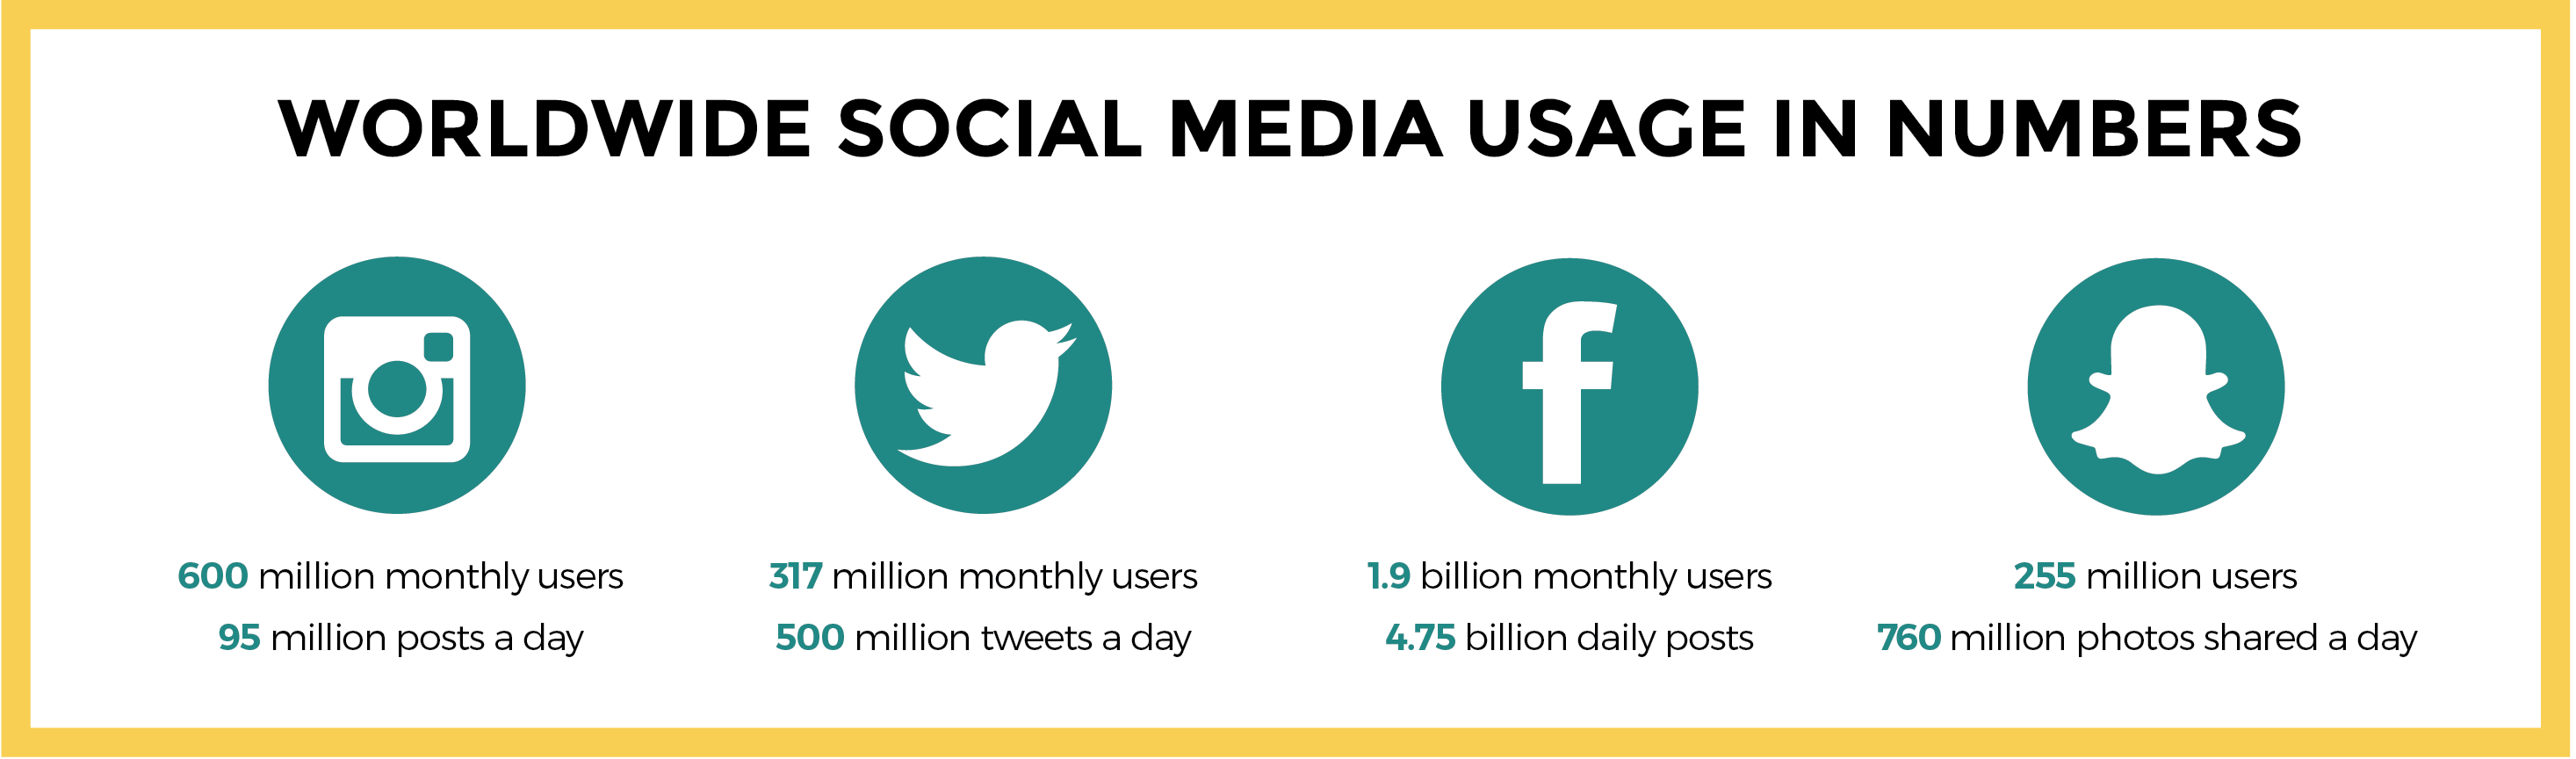 WORLDWIDE SOCIAL MEDIA USAGE IN NUMBERS
600 million monthly users
95 million posts a day
317 million monthly users
500 million tweets a day
1.9 billion monthly users
4.75 billion daily posts
255 million users
760 million photos shared a day